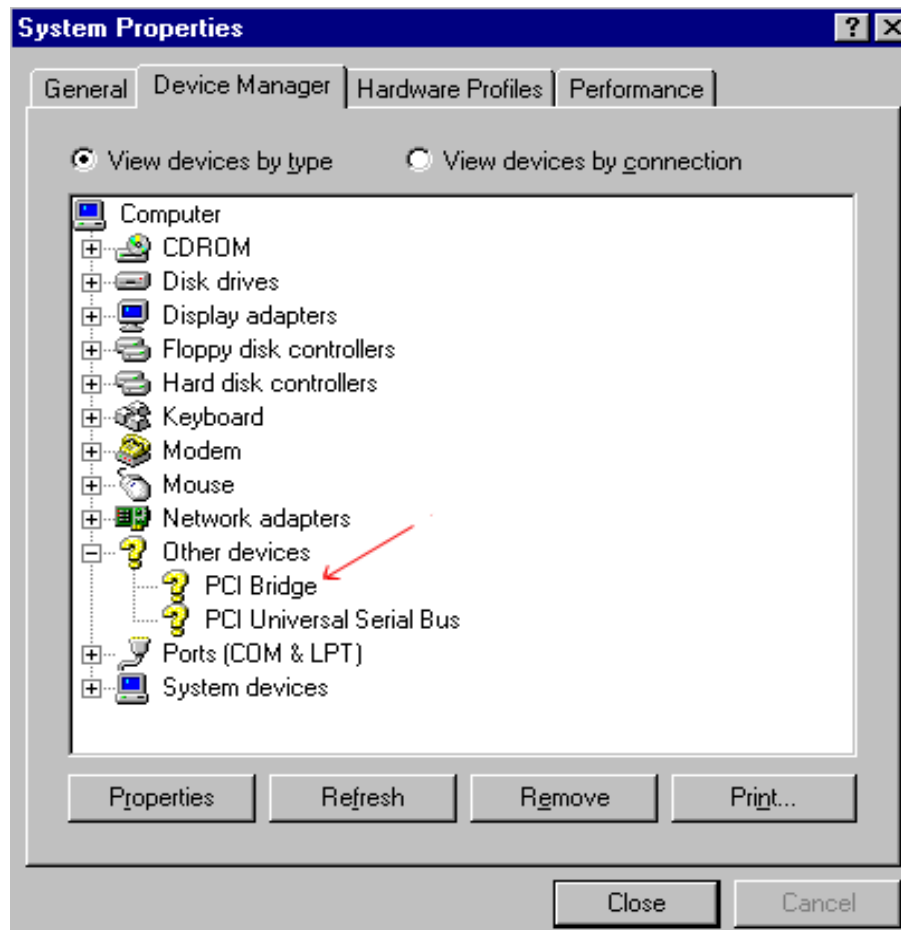 System Properties
General Device Manager Hardware Profiles Performance
View devices by type View devices by connection
Computer
CDROM
Disk drives
Display adapters
Floppy disk controllers
Hard disk controllers
Keyboard
Modem
Mouse
Network adapters
Other devices
PCI Bridge
PCI Universal Serial Bus
Ports (COM & LPT)
System devices
Properties Refresh Remove Print...
Close Cancel